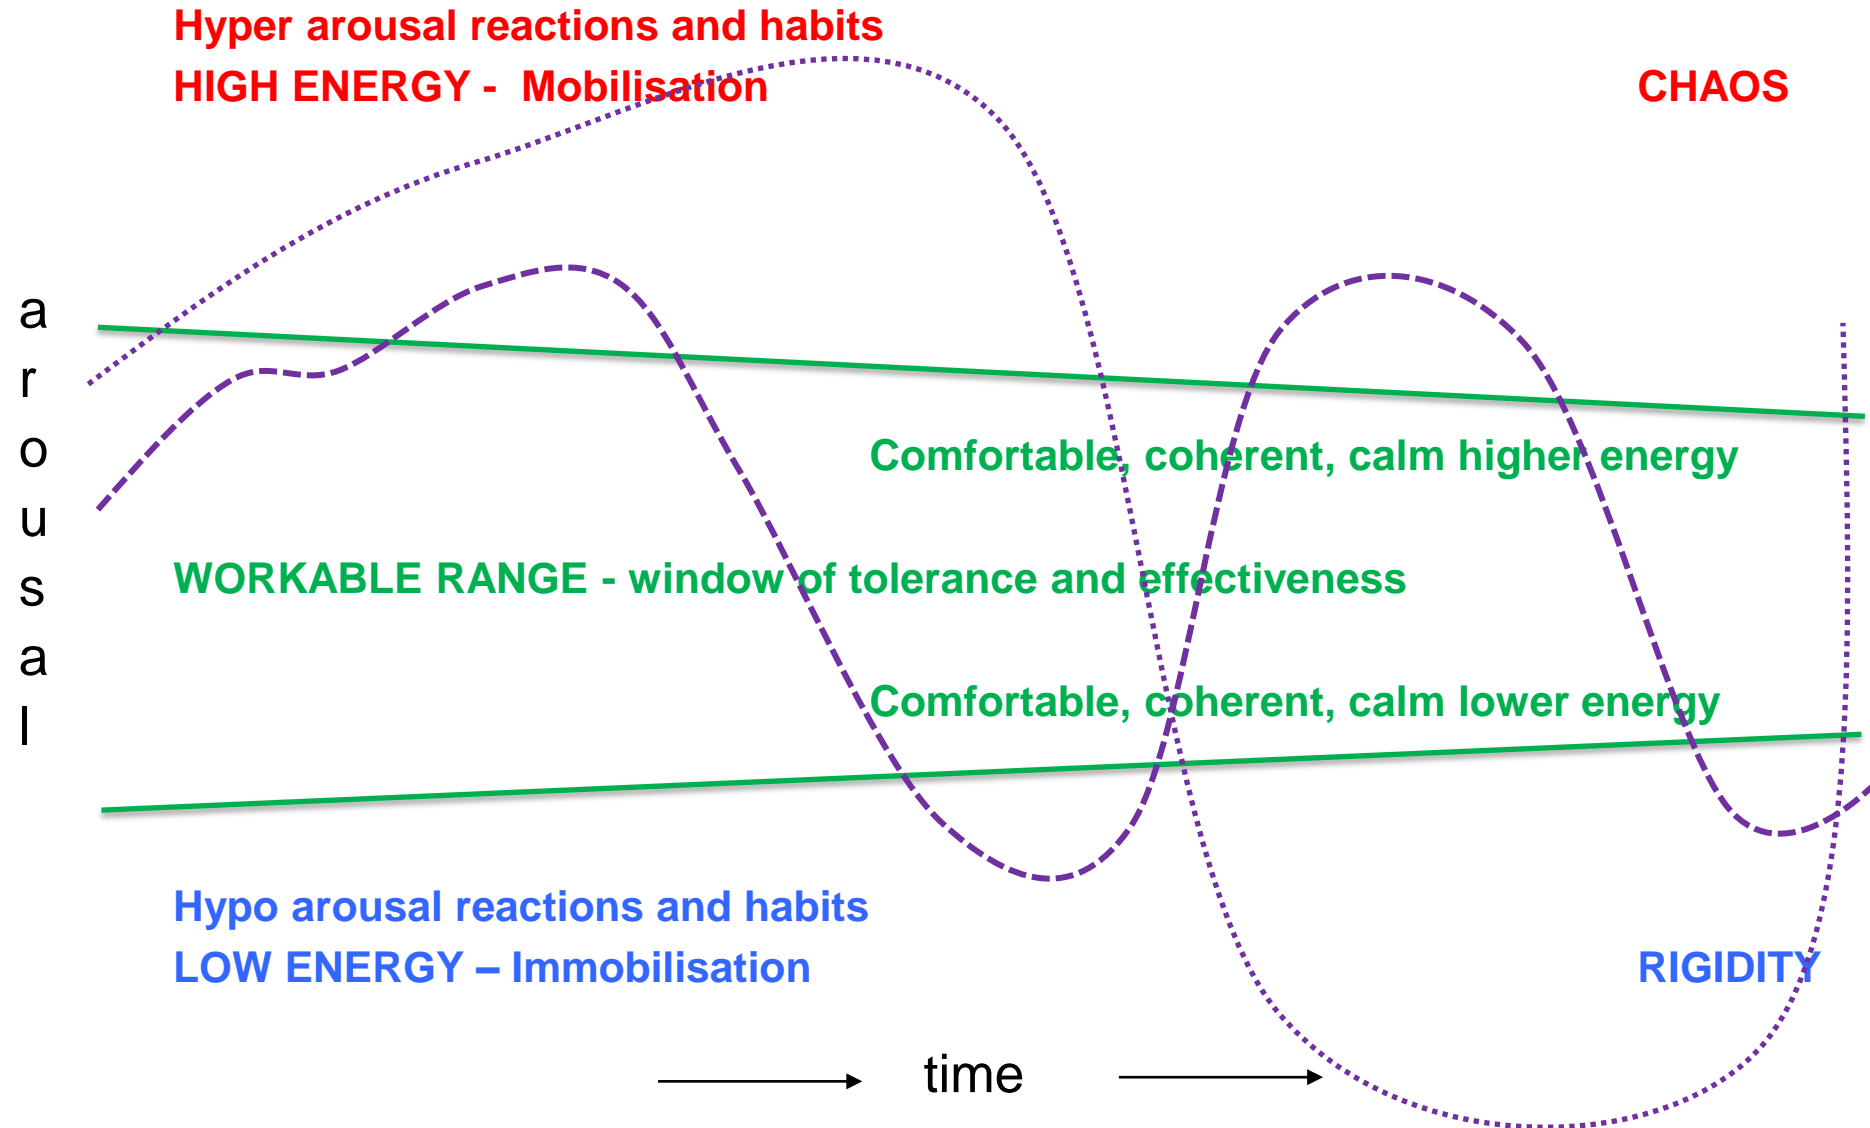 Hyper arousal reactions and habits
HIGH ENERGY - Mobilisation
CHAOS
arousal
Comfortable, coherent, calm higher energy
WORKABLE RANGE - window of tolerance and effectiveness
Comfortable, coherent, calm lower energy
Hypo arousal reactions and habits
LOW ENERGY – Immobilisation
RIGIDITY
time